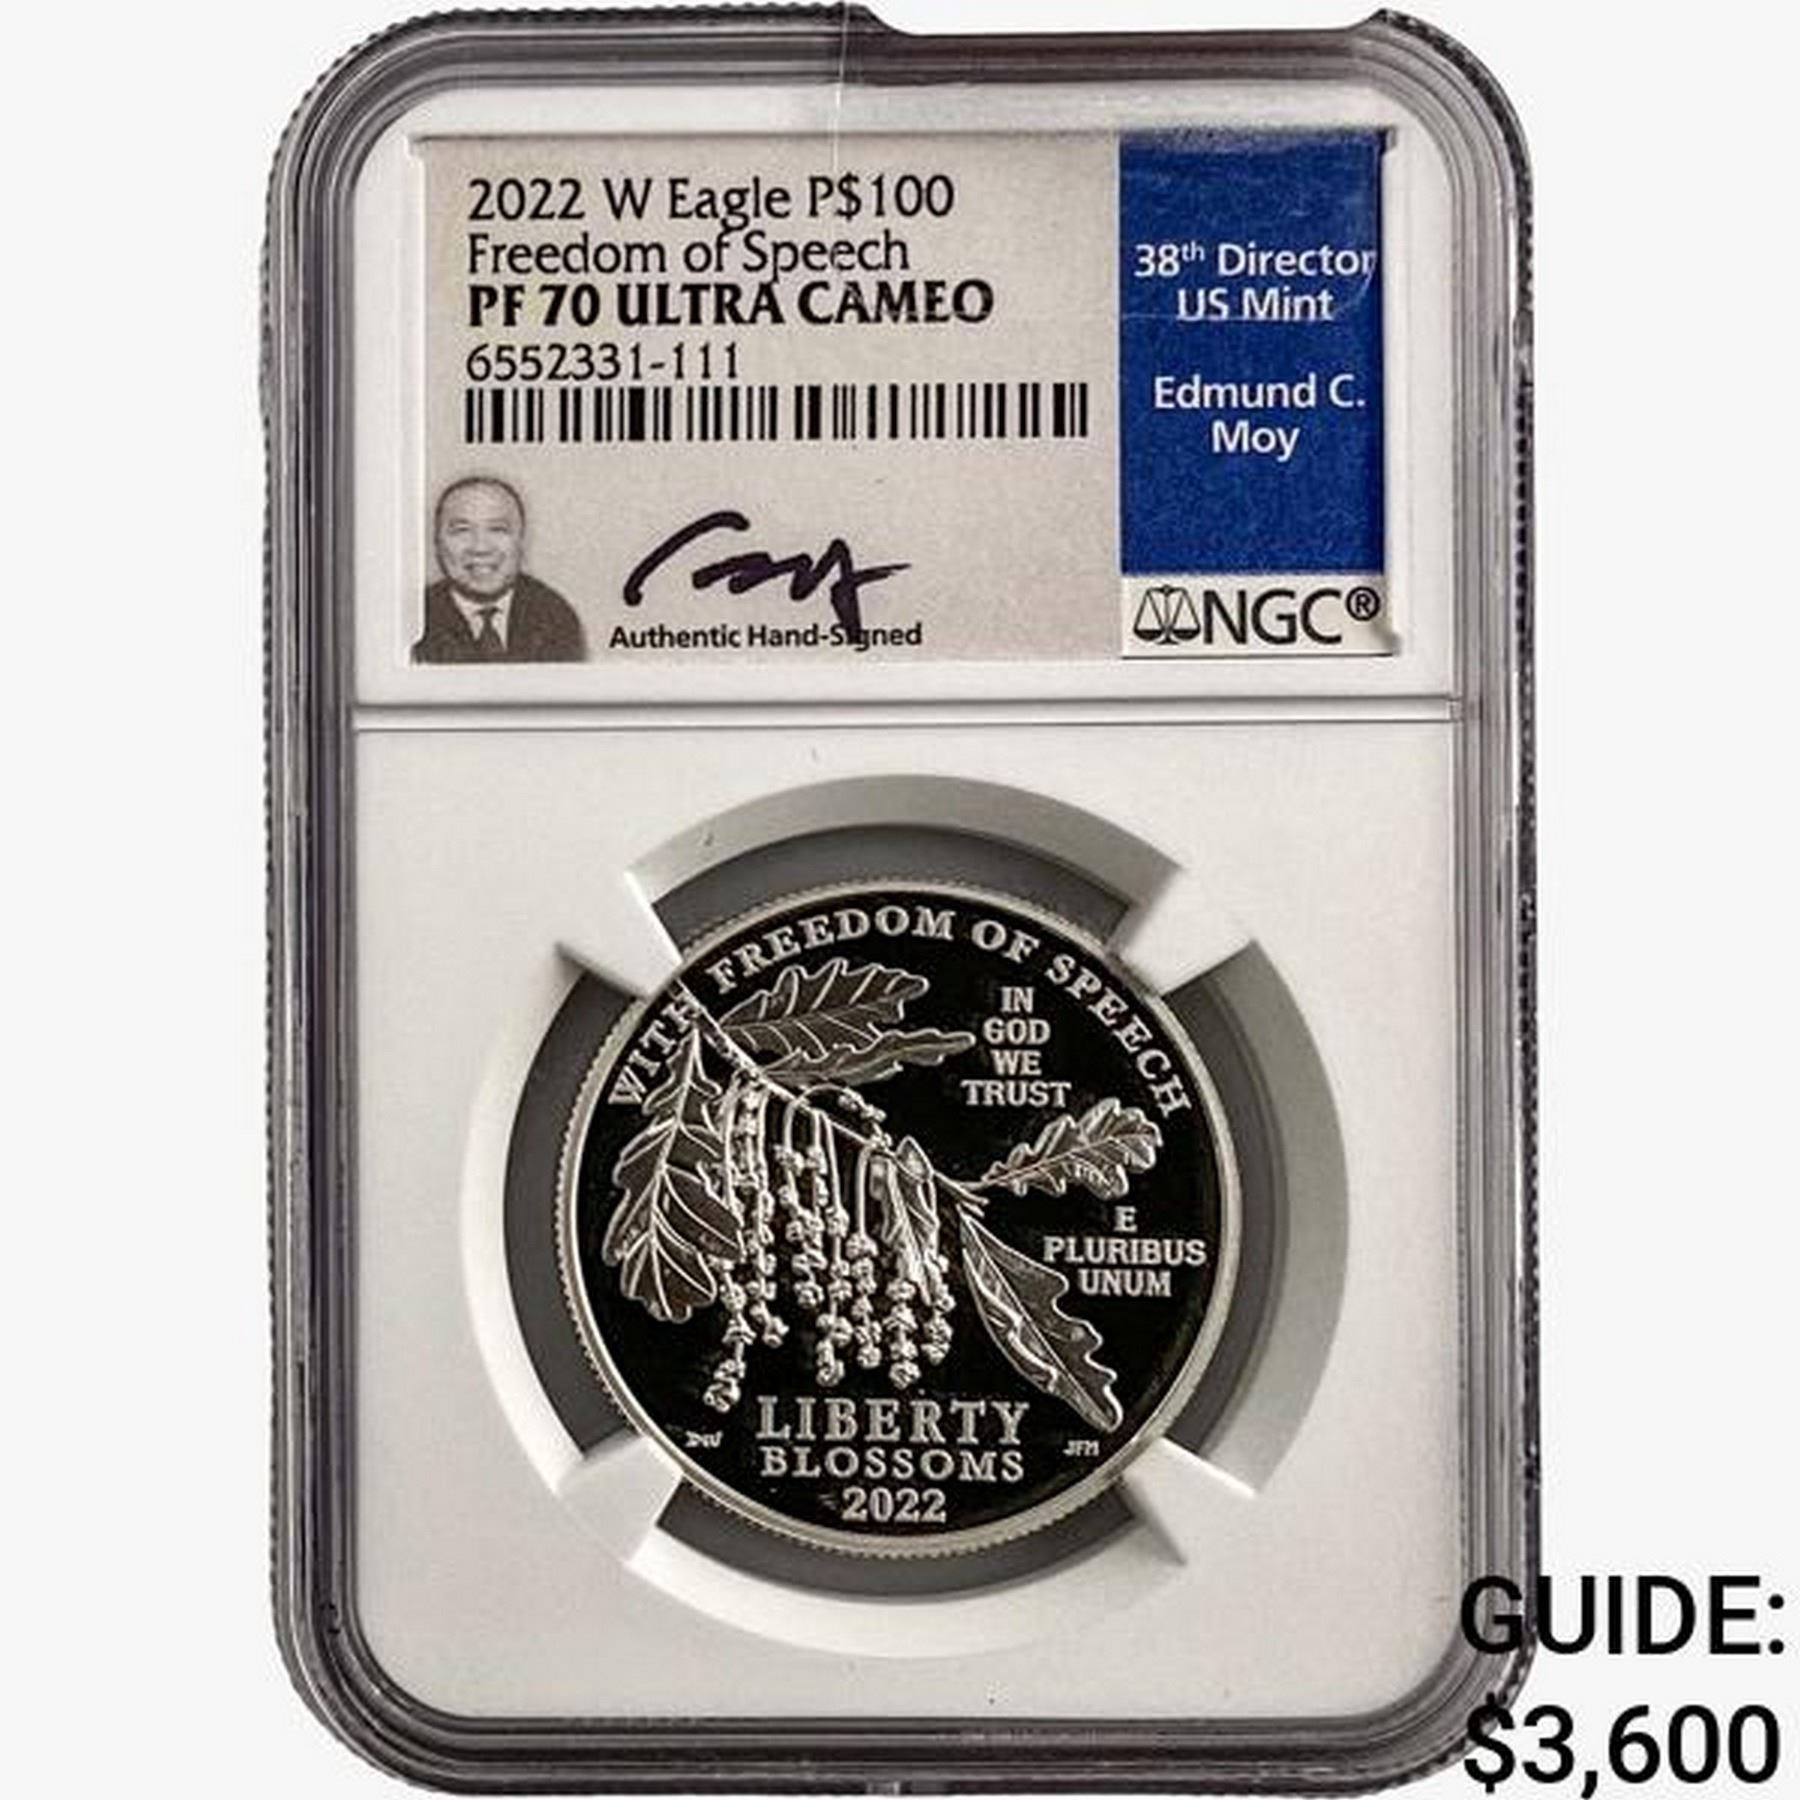 2022 W Eagle P$100
Freedom of Speech
PF 70 ULTRA CAMEO
6552331-111
38th Director
US Mint
Edmund C.
Moy
Authentic Hand-Signed
NGC®
WITH FREEDOM OF SPEECH
IN
GOD
WE
TRUST
E
PLURIBUS
UNUM
LIBERTY
BLOSSOMS
2022
JFM
GUIDE:
$3,600